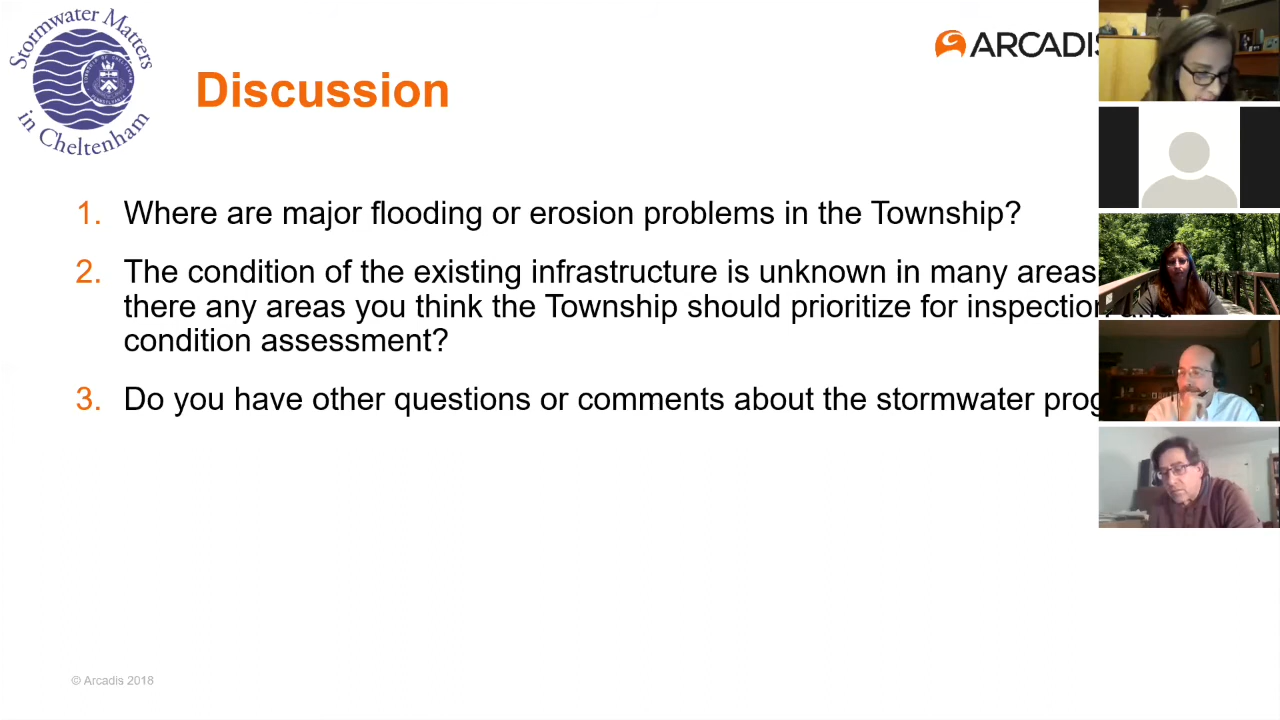 Stormwater Matters
in Cheltenham
ARCADIS
Discussion
1. Where are major flooding or erosion problems in the Township?
2. The condition of the existing infrastructure is unknown in many areas
there any areas you think the Township should prioritize for inspection and
condition assessment?
3. Do you have other questions or comments about the stormwater prog
© Arcadis 2018